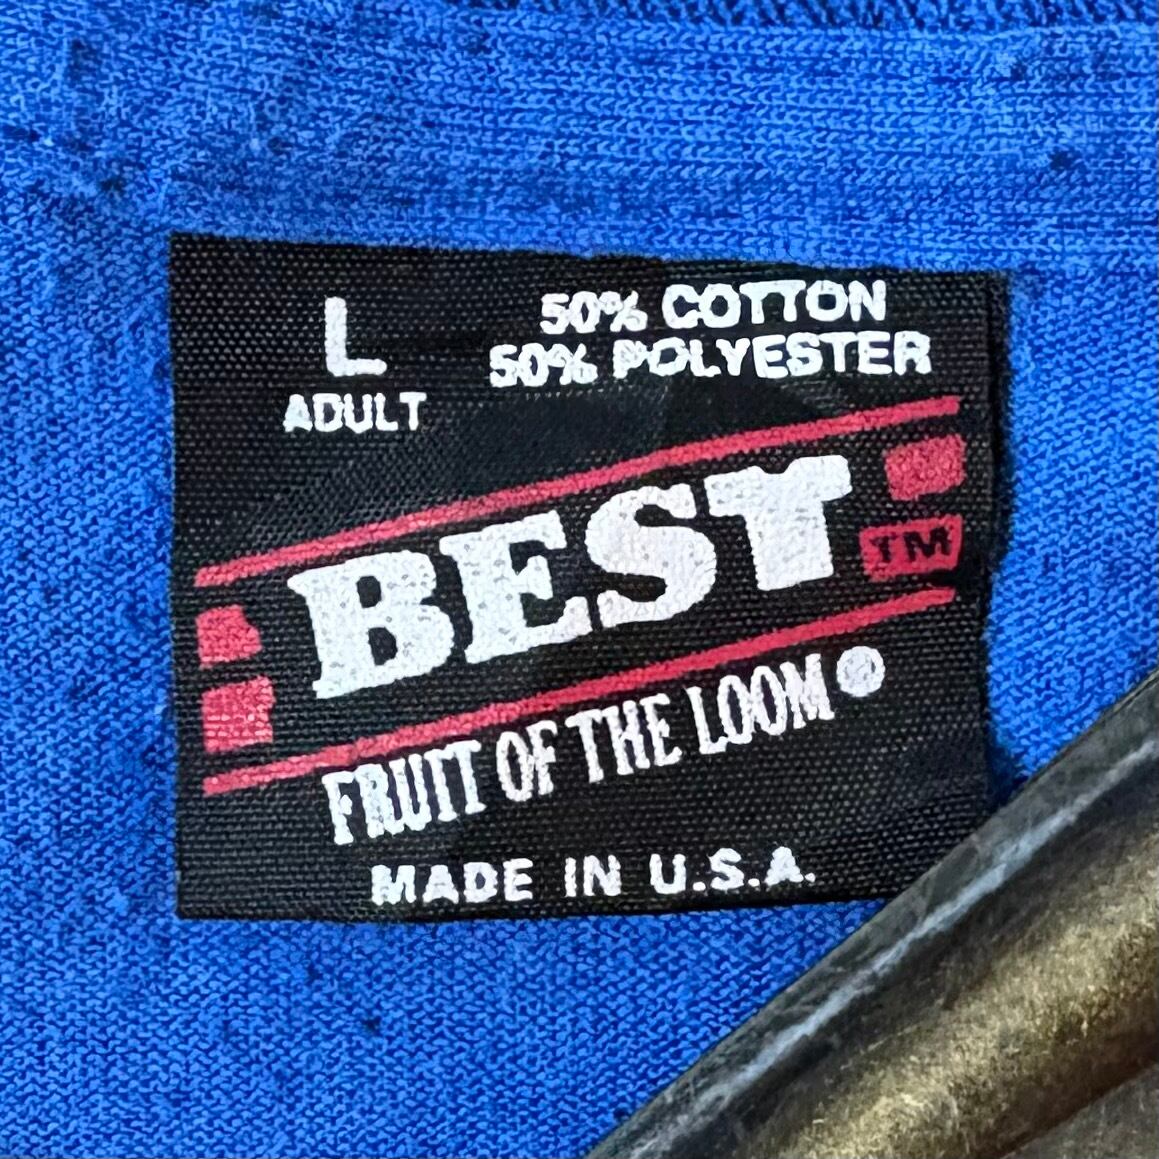 L
ADULT
50% COTTON
50% POLYESTER
BEST
TM
FRUIT OF THE LOOM
MADE IN U.S.A.